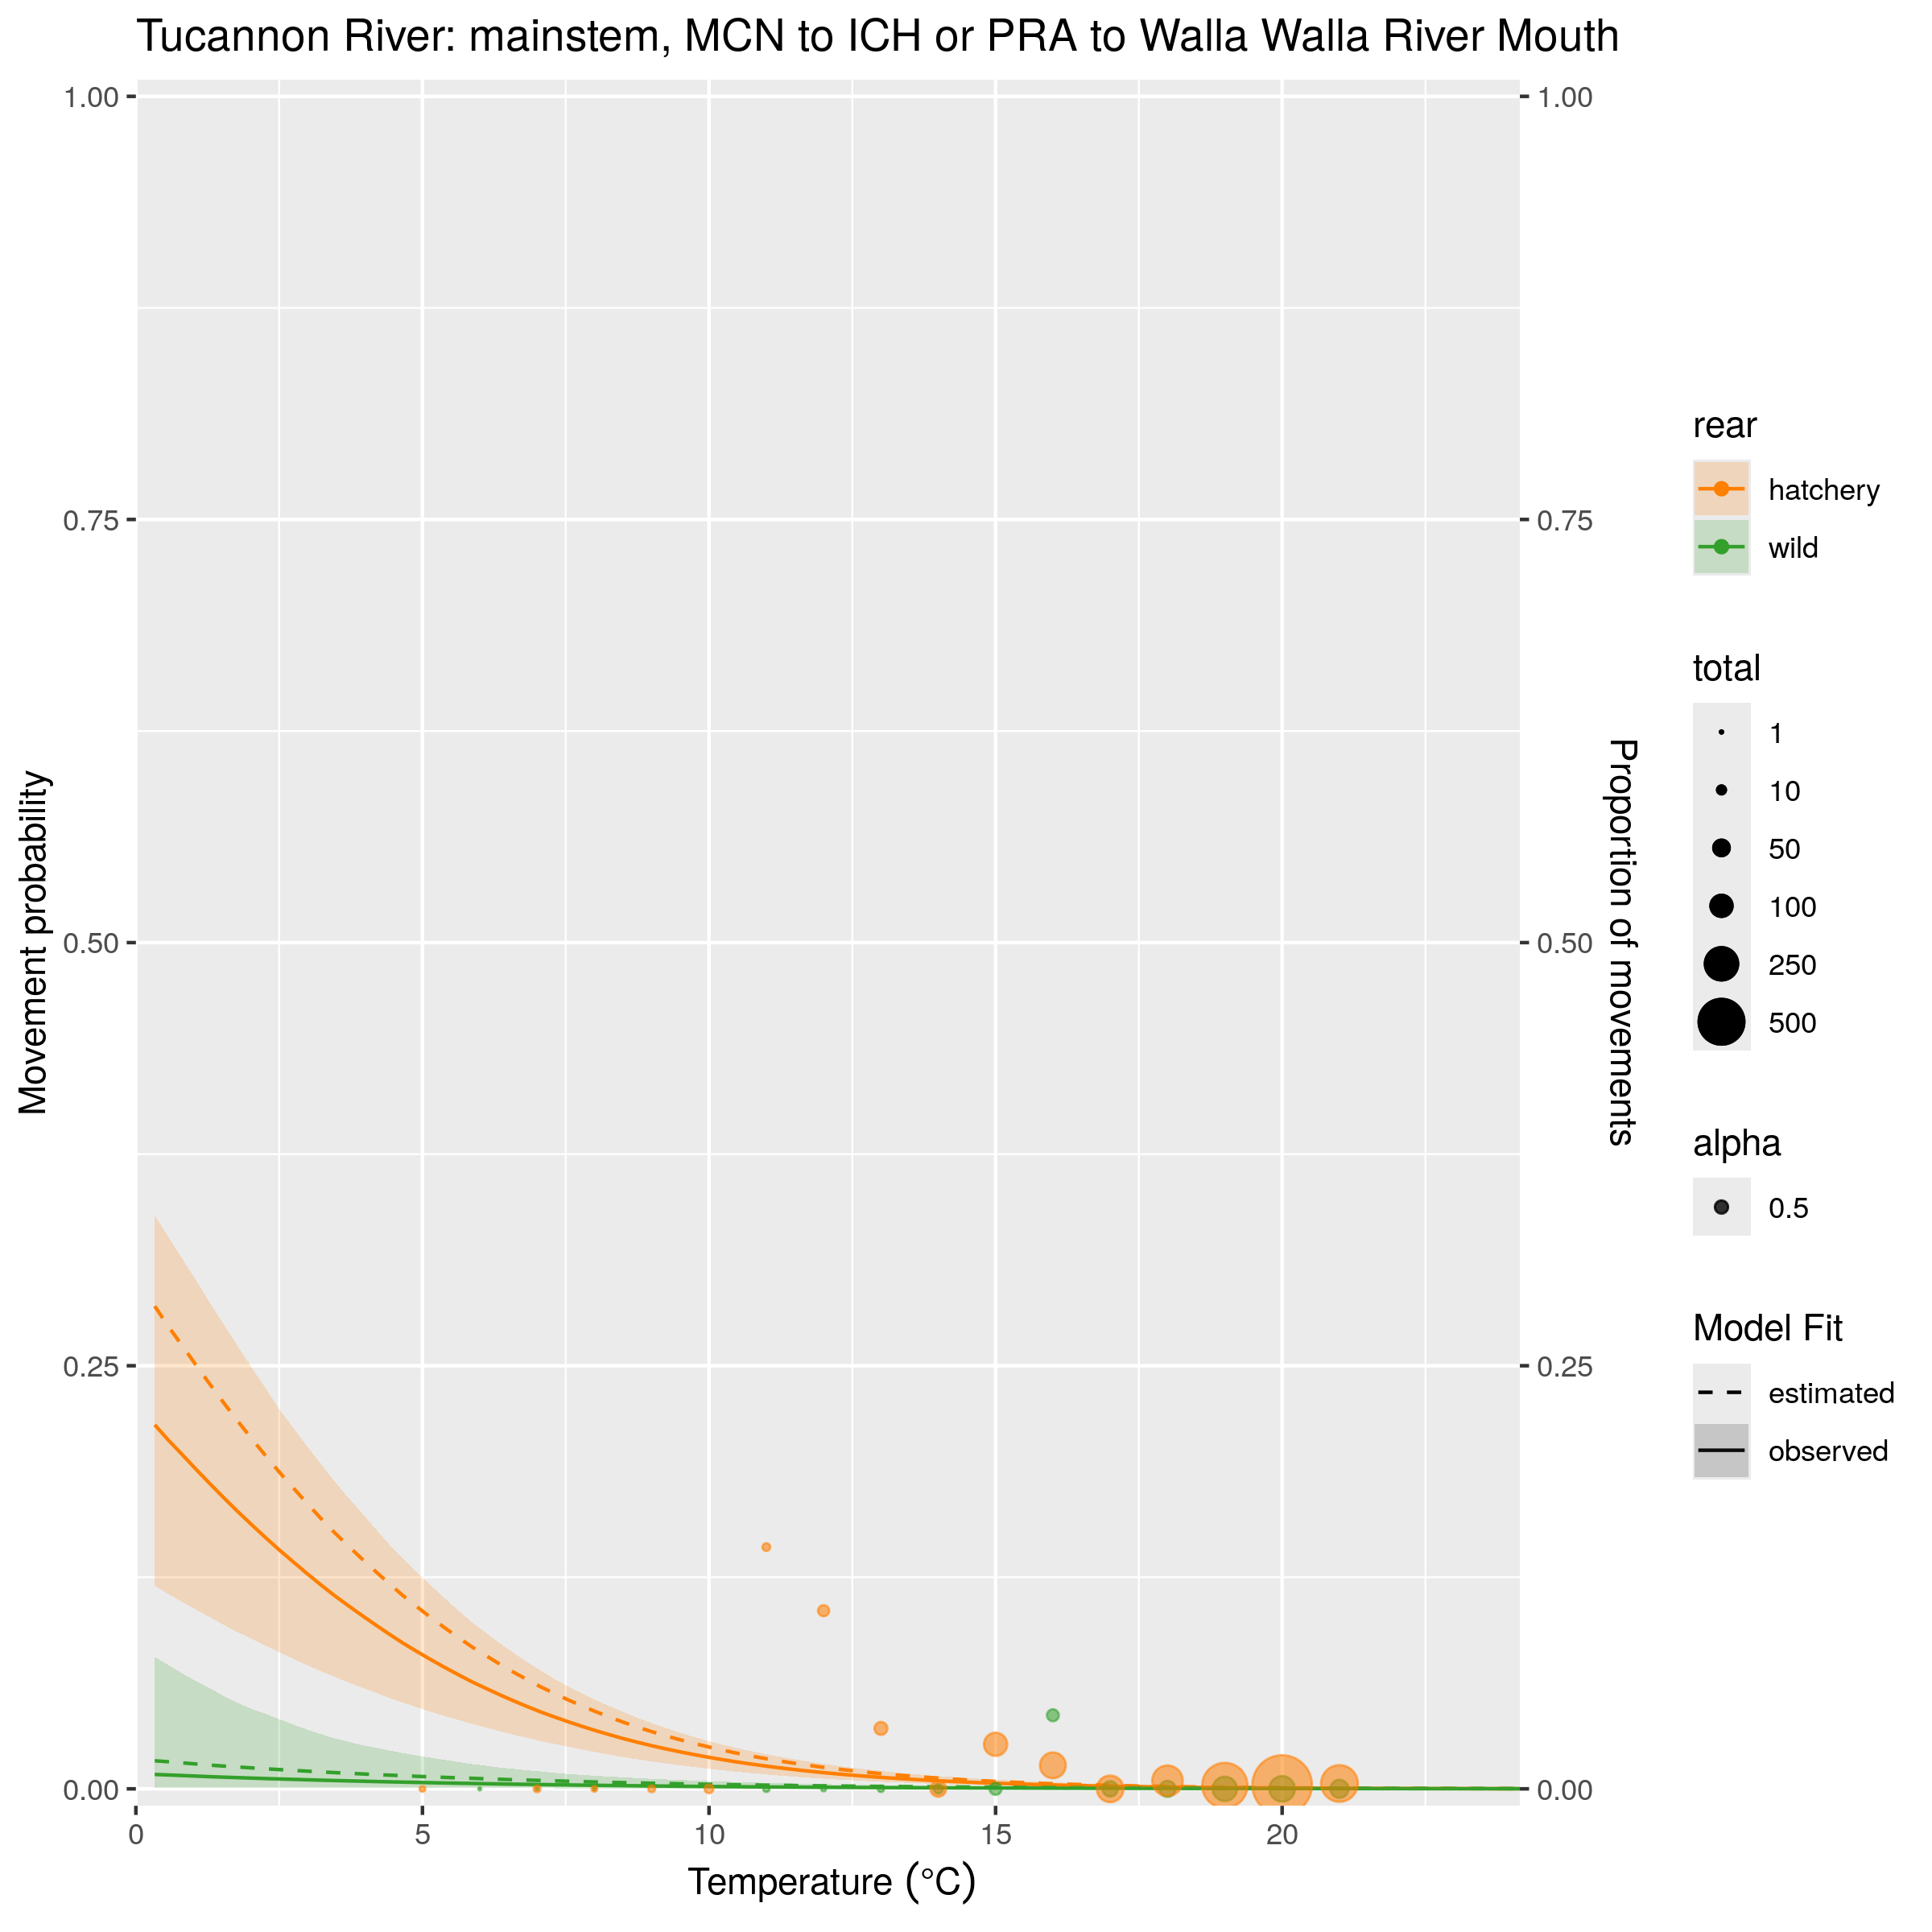 Tucannon River: mainstem, MCN to ICH or PRA to Walla Walla River Mouth
Movement probability
1.00
0.75
0.50
0.25
0.00
0
5
10
15
20
Temperature (°C)
1.00
0.75
0.50
0.25
0.00
Proportion of movements
rear
hatchery
wild
total
1
10
50
100
250
500
alpha
0.5
Model Fit
estimated
observed